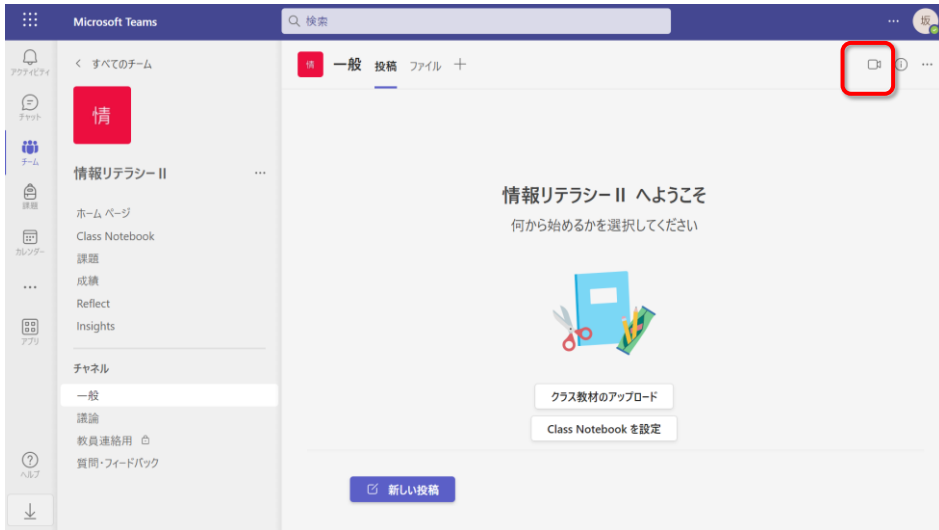 Microsoft Teams
検索
坂
アクティビティ
チャット
チーム
課題
カレンダー
アプリ
ヘルプ
すべてのチーム
情
情報リテラシーⅡ
ホーム ページ
Class Notebook
課題
成績
Reflect
Insights
チャネル
一般
議論
教員連絡用
質問・フィードバック
情 一般 投稿 ファイル
情報リテラシーⅡ へようこそ
何から始めるかを選択してください
クラス教材のアップロード
Class Notebook を設定
新しい投稿